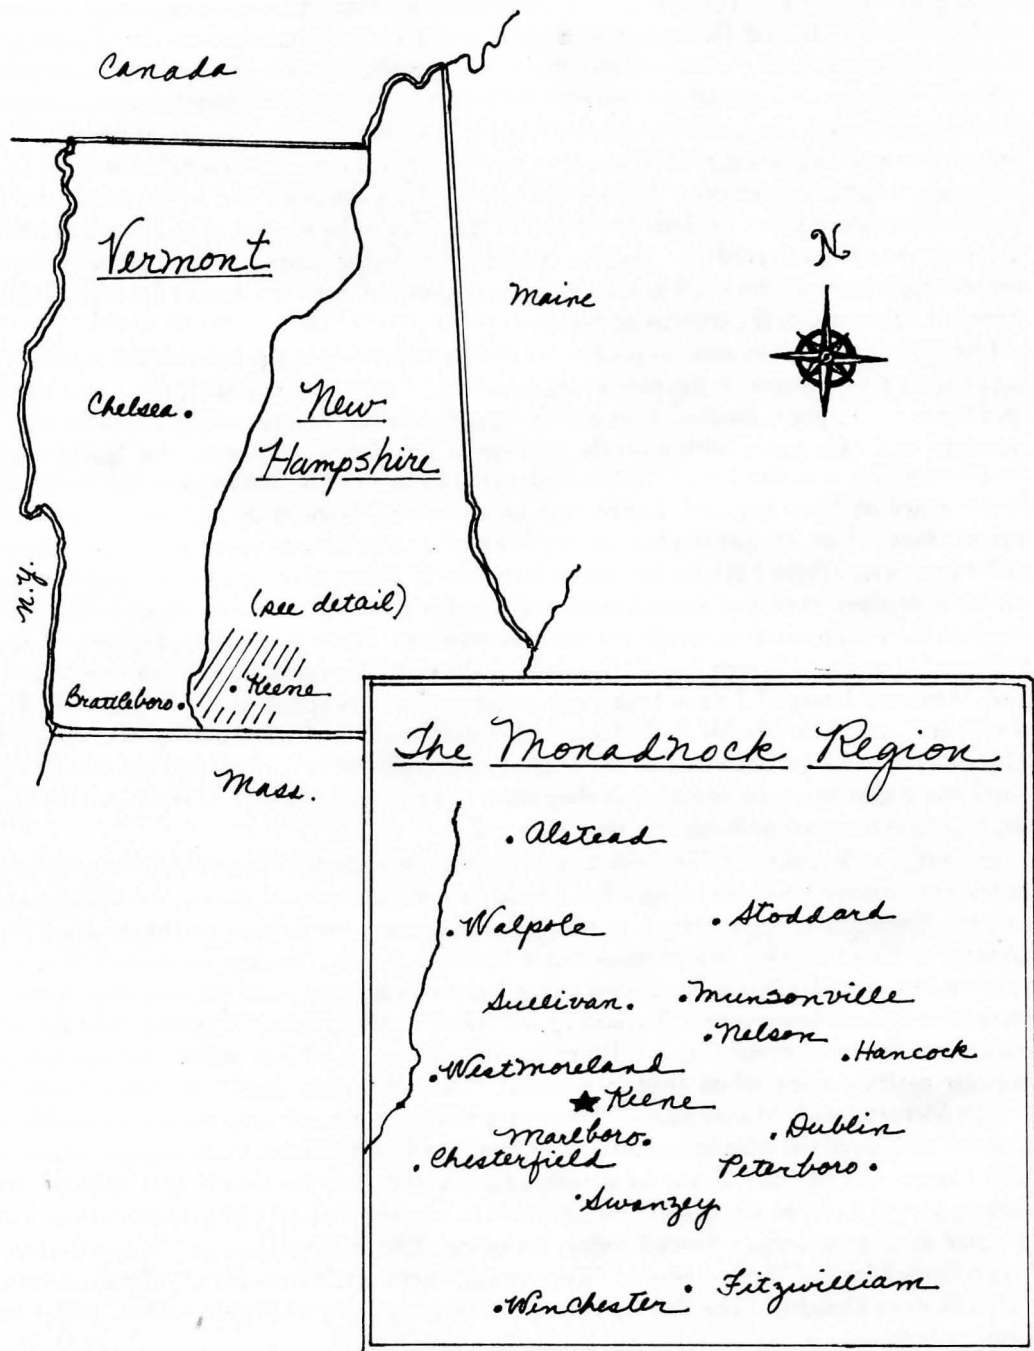 Canada
Vermont
N
Maine
Chelsea
New
Hampshire
N.Y.
(see detail)
Keene
Brattleboro
Mass.
The Monadnock Region
Alstead
Walpole
Stoddard
Sullivan
Munsonville
Nelson
Hancock
Westmoreland
Keene
Marlboro
Dublin
Chesterfield
Peterboro
Swanzey
Fitzwilliam
Winchester